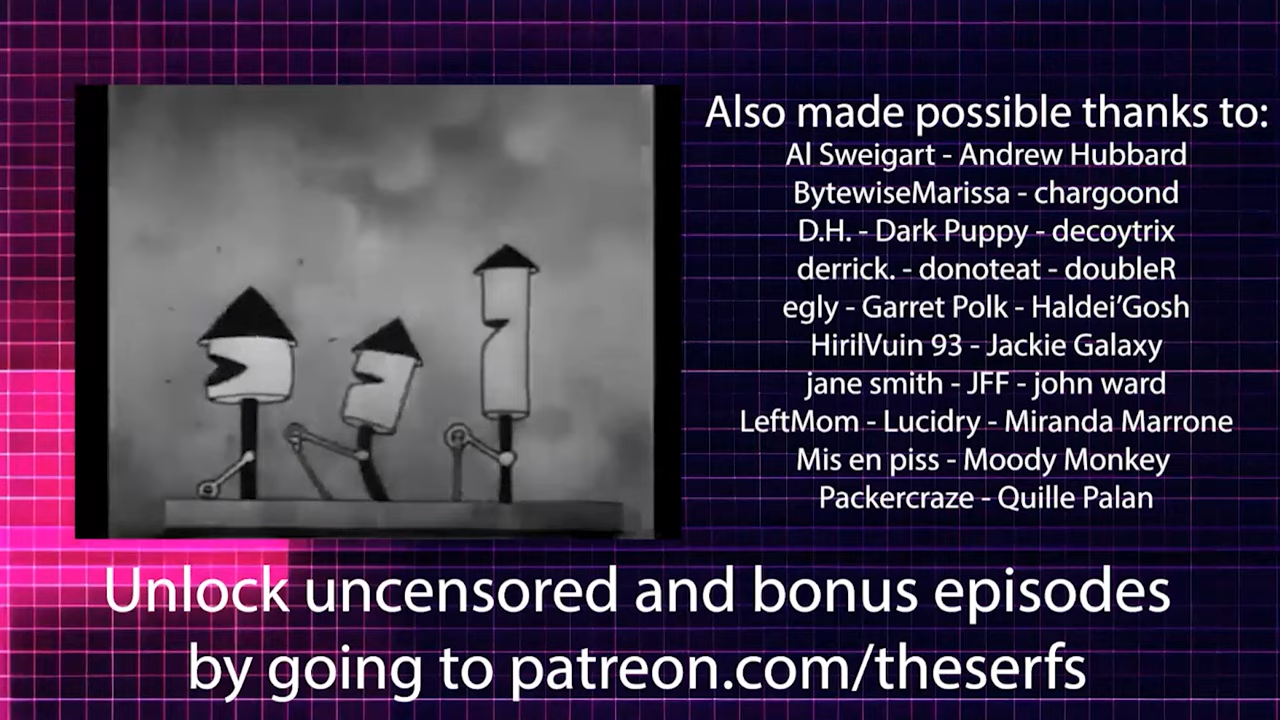 Also made possible thanks to:
Al Sweigart - Andrew Hubbard
BytewiseMarissa - chargoond
D.H. - Dark Puppy - decoytrix
derrick. - donoteat - doubleR
egly - Garret Polk - Haldei’Gosh
HirilVuin 93 - Jackie Galaxy
jane smith - JFF - john ward
LeftMom - Lucidry - Miranda Marrone
Mis en piss - Moody Monkey
Packercraze - Quille Palan
Unlock uncensored and bonus episodes
by going to patreon.com/theserfs